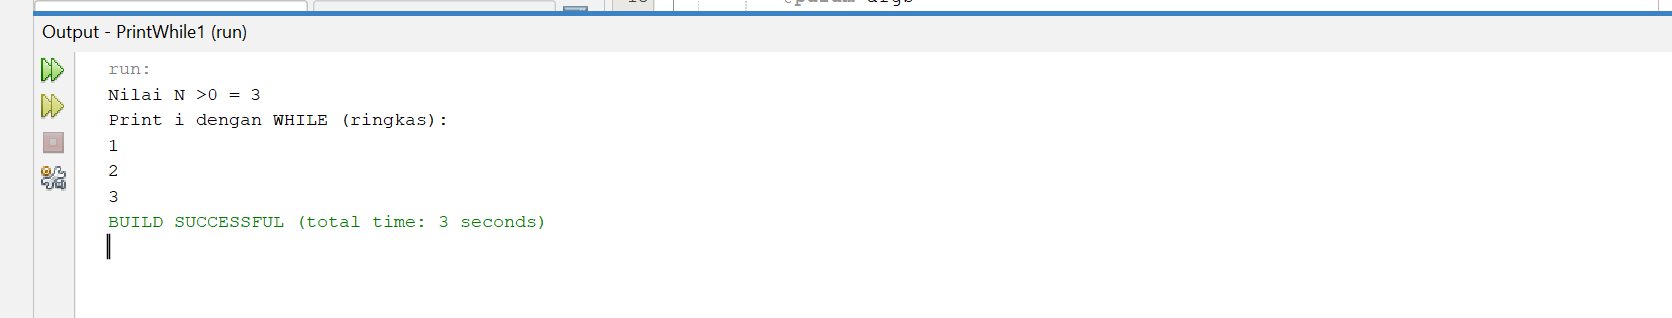 Output - PrintWhile1 (run)
run:
Nilai N >0 = 3
Print i dengan WHILE (ringkas):
1
2
3
BUILD SUCCESSFUL (total time: 3 seconds)